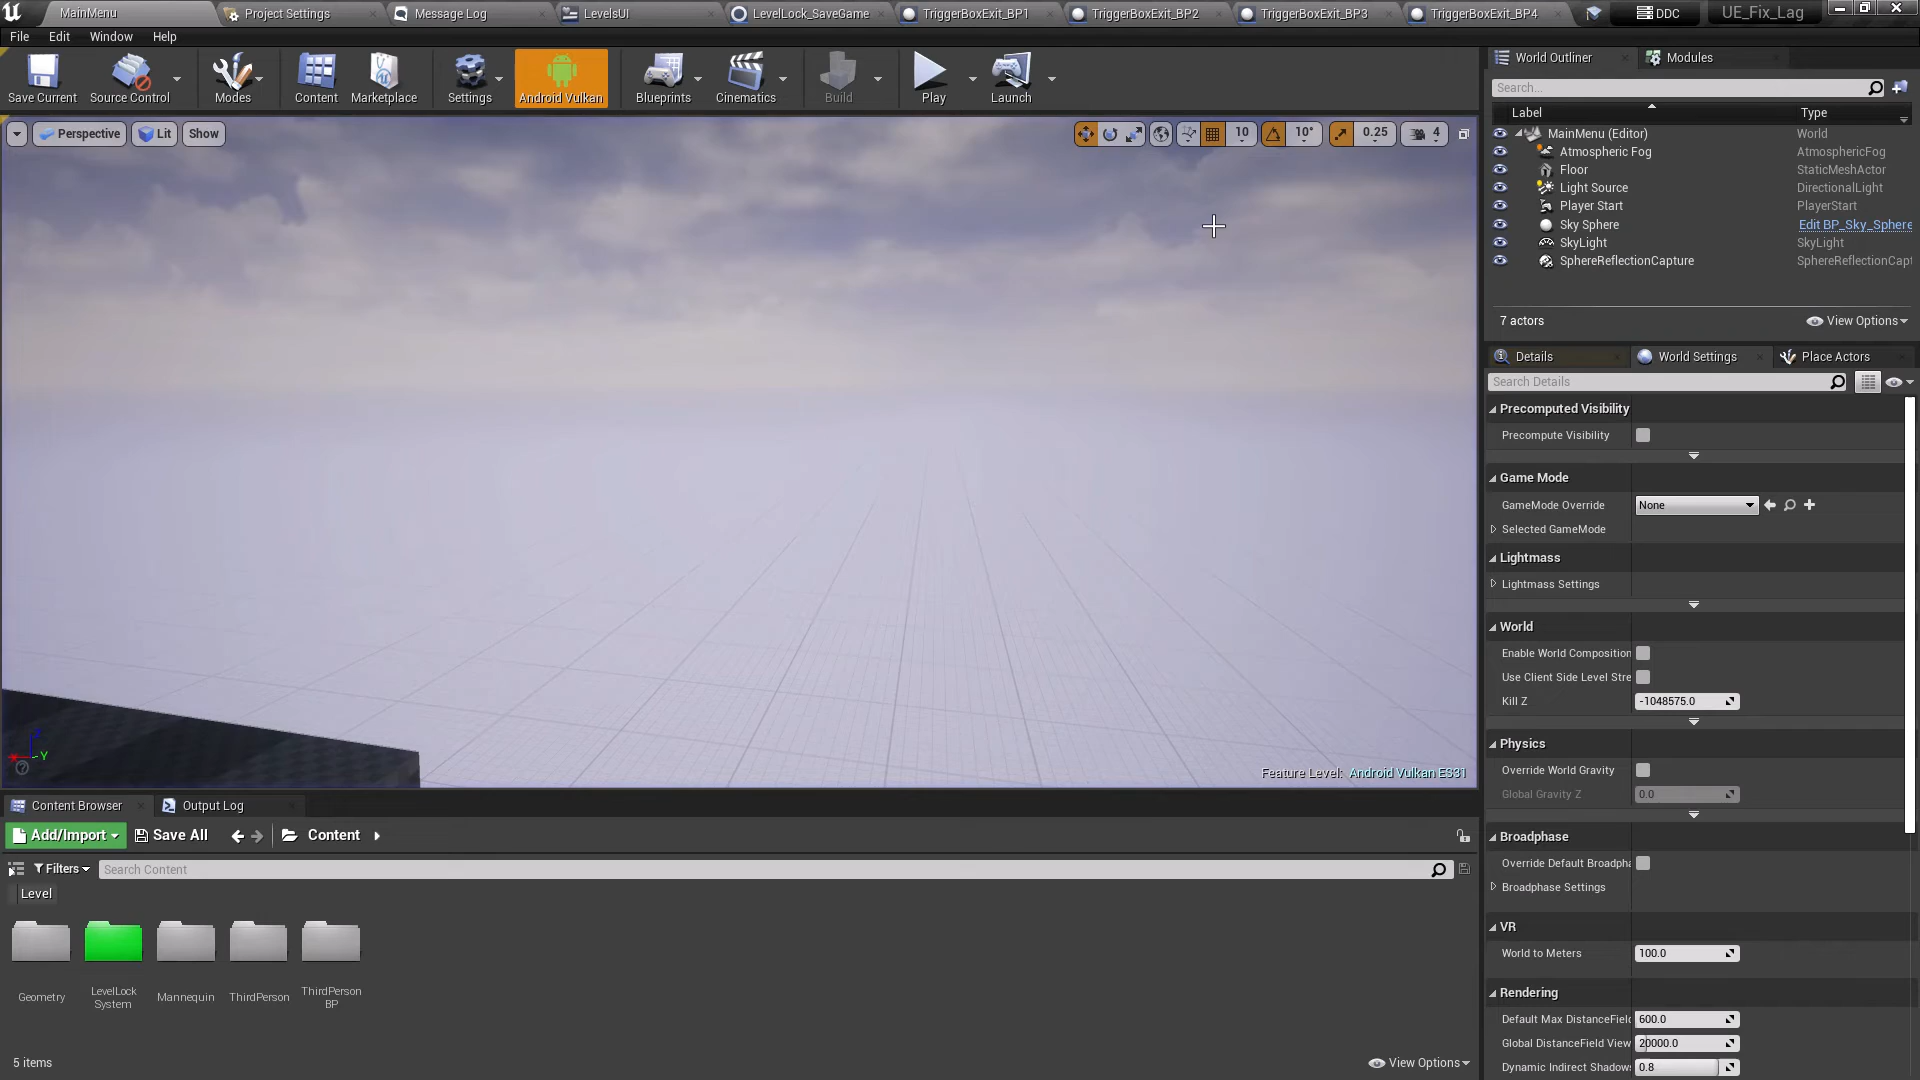 MainMenu
Project Settings
Message Log
LevelsUI
LevelLock_SaveGame
TriggerBoxExit_BP1
TriggerBoxExit_BP2
TriggerBoxExit_BP3
TriggerBoxExit_BP4
DDC
UE_Fix_Lag
File Edit Window Help
Save Current
Source Control
Modes
Content
Marketplace
Settings
Android Vulkan
Blueprints
Cinematics
Build
Play
Launch
Perspective
Lit
Show
10
10°
0.25
4
World Outliner
Modules
Search...
Label Type
MainMenu (Editor) World
Atmospheric Fog AtmosphericFog
Floor StaticMeshActor
Light Source DirectionalLight
Player Start PlayerStart
Sky Sphere Edit BP_Sky_Sphere
SkyLight SkyLight
SphereReflectionCapture SphereReflectionCapt
7 actors
View Options
Details
World Settings
Place Actors
Search Details
Precomputed Visibility
Precompute Visibility
Game Mode
GameMode Override None
Selected GameMode
Lightmass
Lightmass Settings
World
Enable World Composition
Use Client Side Level Stre
Kill Z -1048575.0
Physics
Override World Gravity
Global Gravity Z 0.0
Broadphase
Override Default Broadpha
Broadphase Settings
VR
World to Meters 100.0
Rendering
Default Max DistanceField 600.0
Global DistanceField View 20000.0
Dynamic Indirect Shadows 0.8
Z
-Y
Feature Level: Android Vulkan ES31
Content Browser
Output Log
Add/Import
Save All
Content
Filters
Search Content
Level
Geometry
LevelLock
System
Mannequin
ThirdPerson
ThirdPerson
BP
5 items
View Options